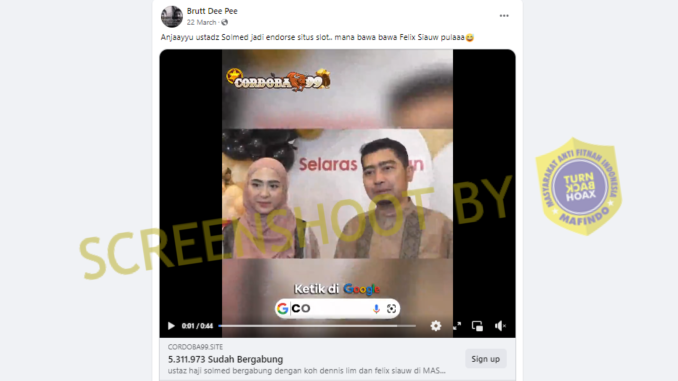 Brutt Dee Pee
22 March
Anjaayyu ustadz Solmed jadi endorse situs slot.. mana bawa bawa Felix Siauw pulaaa
CORDOBA 99
Selaras
n
SCREENSHOOT BY
MASYARAKAT ANTI FITNAH INDONESIA
TURN
BACK
HOAX
MAFINDO
Ketik di Google
CO
0:01 / 0:44
CORDOBA99.SITE
5.311.973 Sudah Bergabung
Sign up
ustaz haji solmed bergabung dengan koh dennis lim dan felix siauw di MAS...